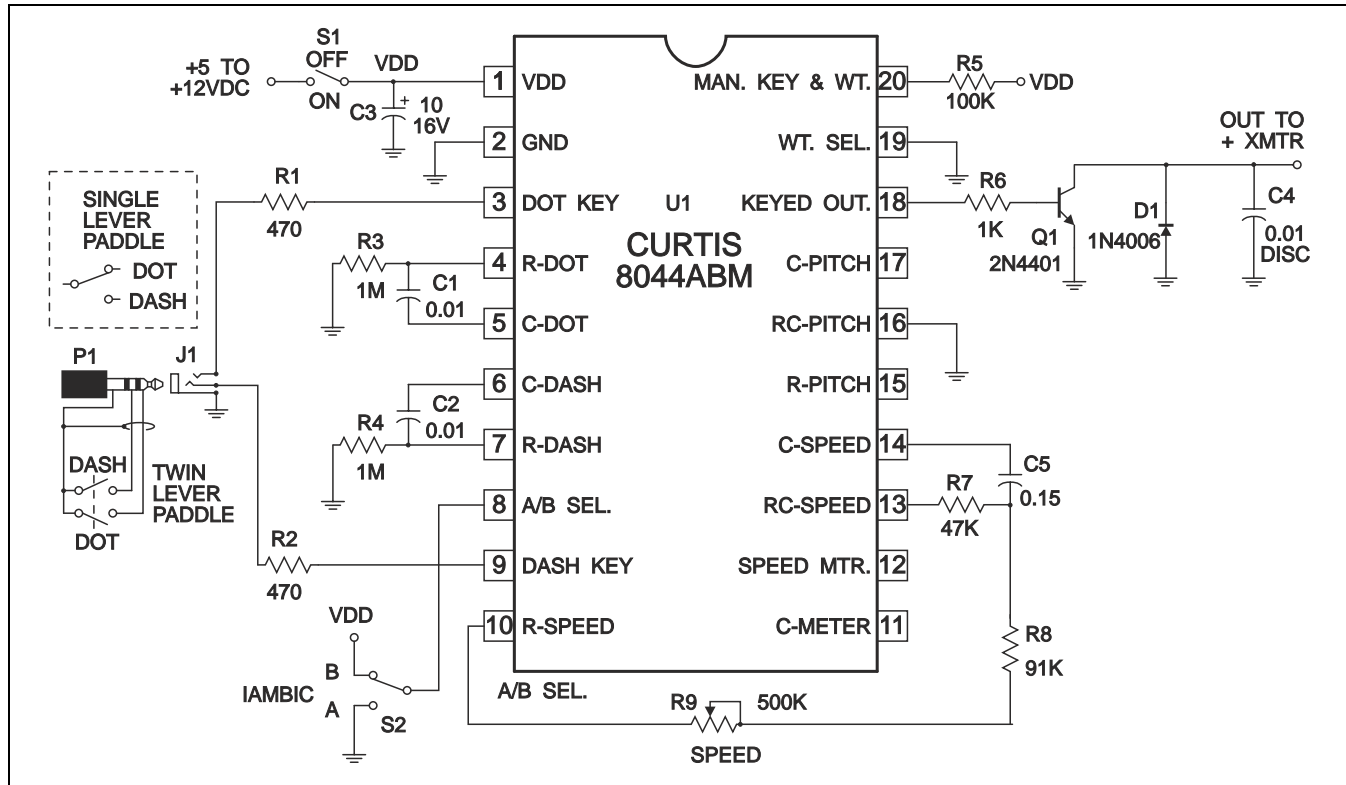 S1
OFF
ON
+5 TO
+12VDC
VDD
C3
+
10
16V
1 VDD
2 GND
3 DOT KEY
4 R-DOT
5 C-DOT
6 C-DASH
7 R-DASH
8 A/B SEL.
9 DASH KEY
10 R-SPEED
U1
CURTIS
8044ABM
MAN. KEY & WT. 20
WT. SEL. 19
KEYED OUT. 18
C-PITCH 17
RC-PITCH 16
R-PITCH 15
C-SPEED 14
RC-SPEED 13
SPEED MTR. 12
C-METER 11
SINGLE
LEVER
PADDLE
DOT
DASH
R1
470
R3
1M
C1
0.01
P1
J1
C2
0.01
R4
1M
DASH
TWIN
LEVER
PADDLE
DOT
R2
470
VDD
B
IAMBIC
A
S2
A/B SEL.
R5
100K
VDD
OUT TO
+ XMTR
R6
1K
Q1
2N4401
D1
1N4006
C4
0.01
DISC
C5
0.15
R7
47K
R8
91K
R9
500K
SPEED